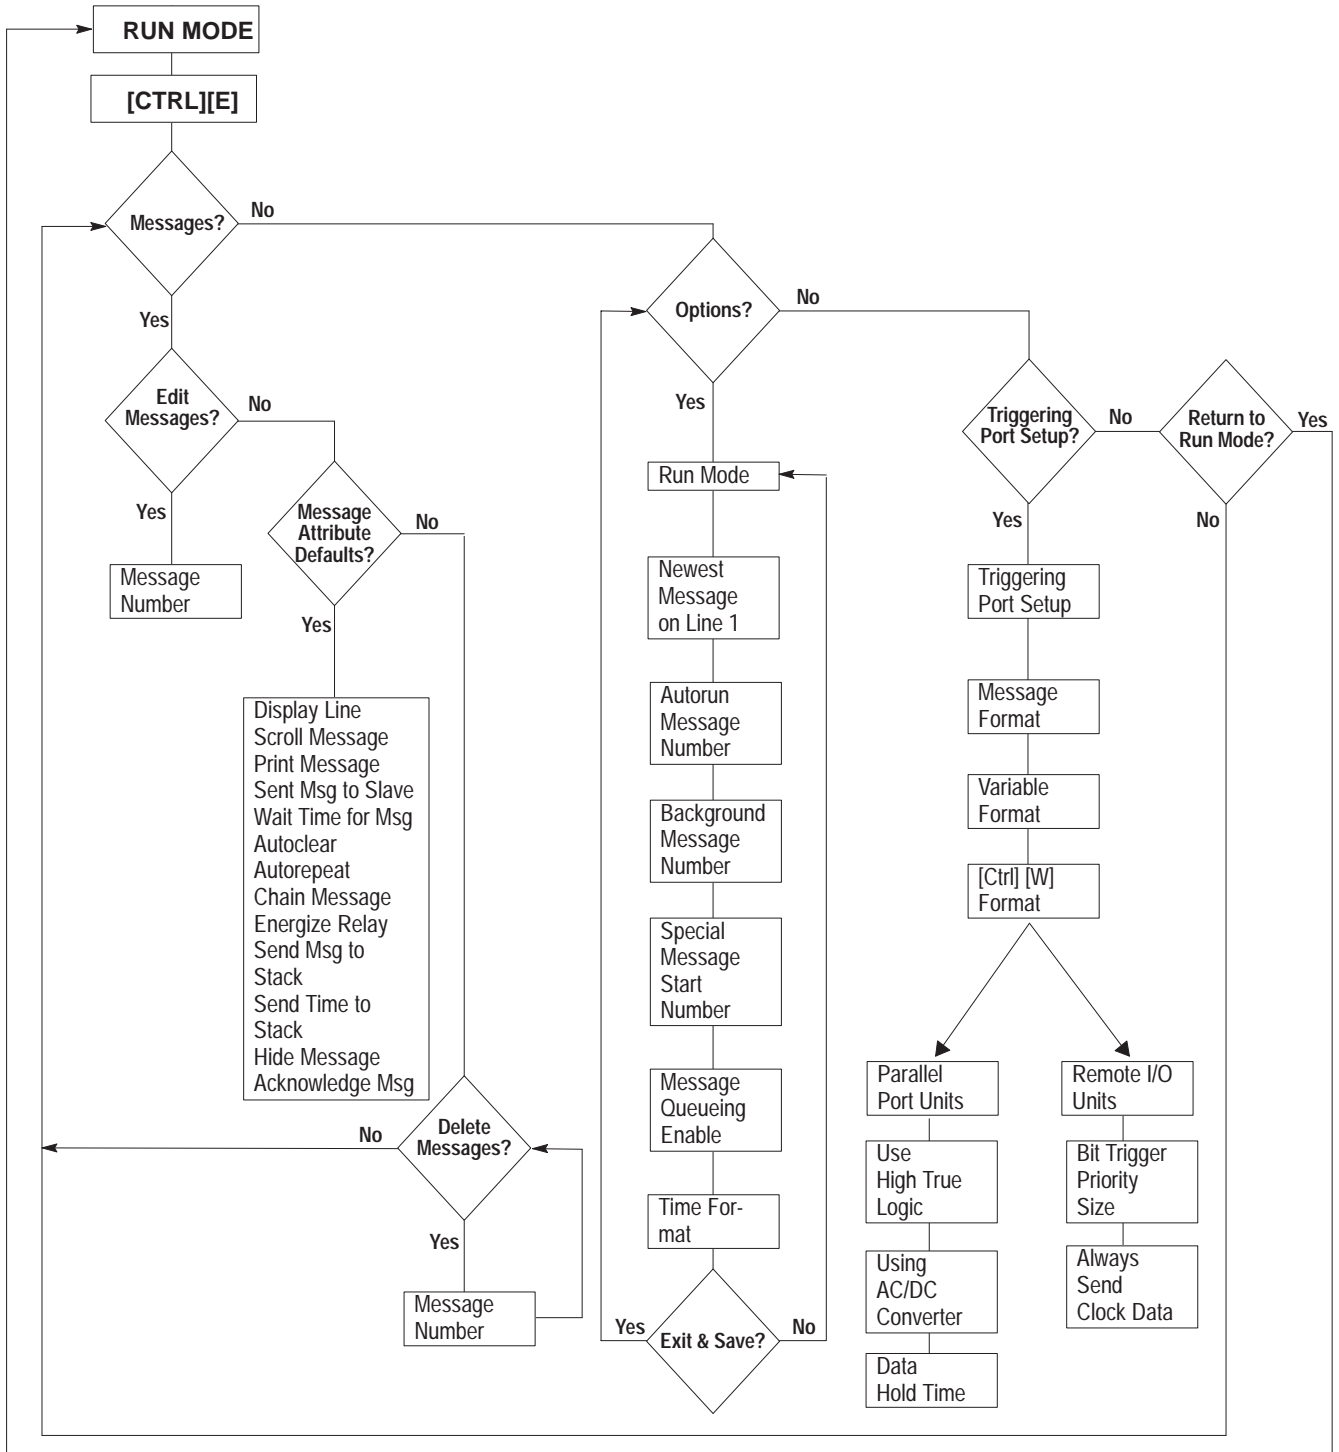 RUN MODE
[CTRL][E]
Messages?
No
Yes
Edit
Messages?
No
Yes
Message
Number
Message
Attribute
Defaults?
No
Yes
Display Line
Scroll Message
Print Message
Sent Msg to Slave
Wait Time for Msg
Autoclear
Autorepeat
Chain Message
Energize Relay
Send Msg to
Stack
Send Time to
Stack
Hide Message
Acknowledge Msg
Delete
Messages?
No
Yes
Message
Number
Options?
No
Yes
Run Mode
Newest
Message
on Line 1
Autorun
Message
Number
Background
Message
Number
Special
Message
Start
Number
Message
Queueing
Enable
Time For-
mat
Exit & Save?
Yes
No
Triggering
Port Setup?
No
Yes
Triggering
Port Setup
Message
Format
Variable
Format
[Ctrl] [W]
Format
Parallel
Port Units
Use
High True
Logic
Using
AC/DC
Converter
Data
Hold Time
Remote I/O
Units
Bit Trigger
Priority
Size
Always
Send
Clock Data
Return to
Run Mode?
Yes
No